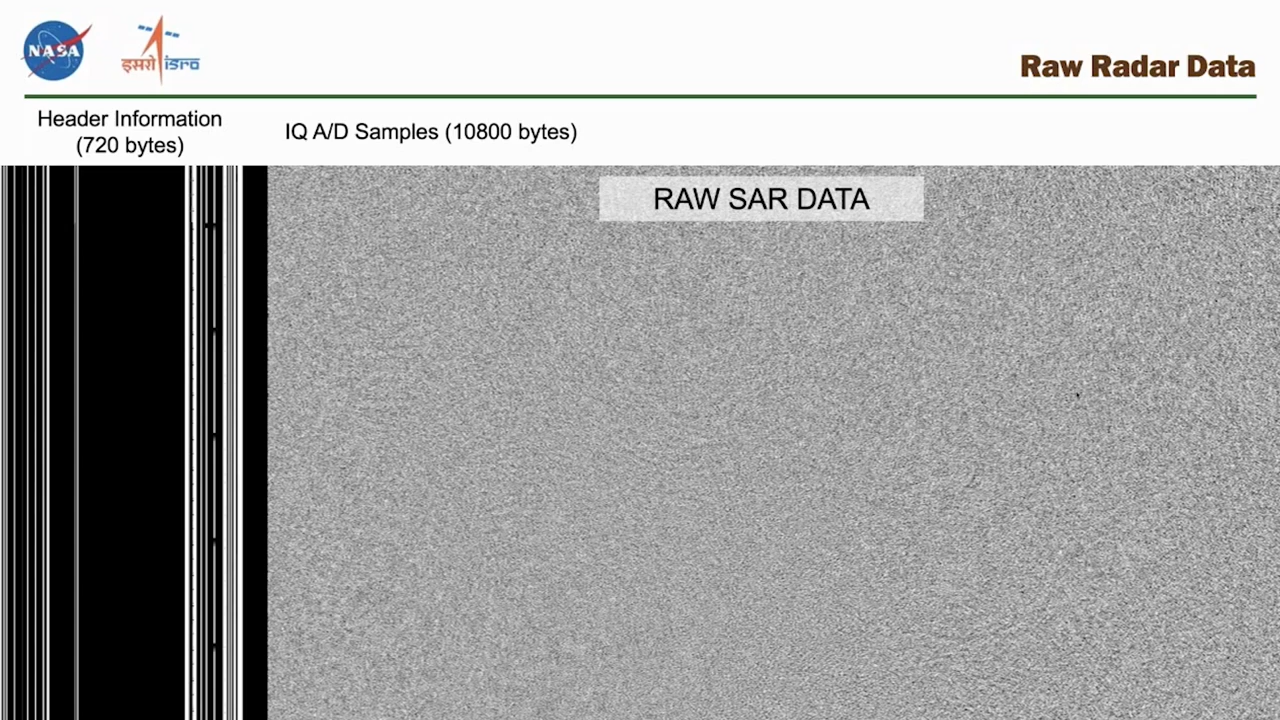 NASA
इसरो isro
Raw Radar Data
Header Information
(720 bytes)
IQ A/D Samples (10800 bytes)
RAW SAR DATA